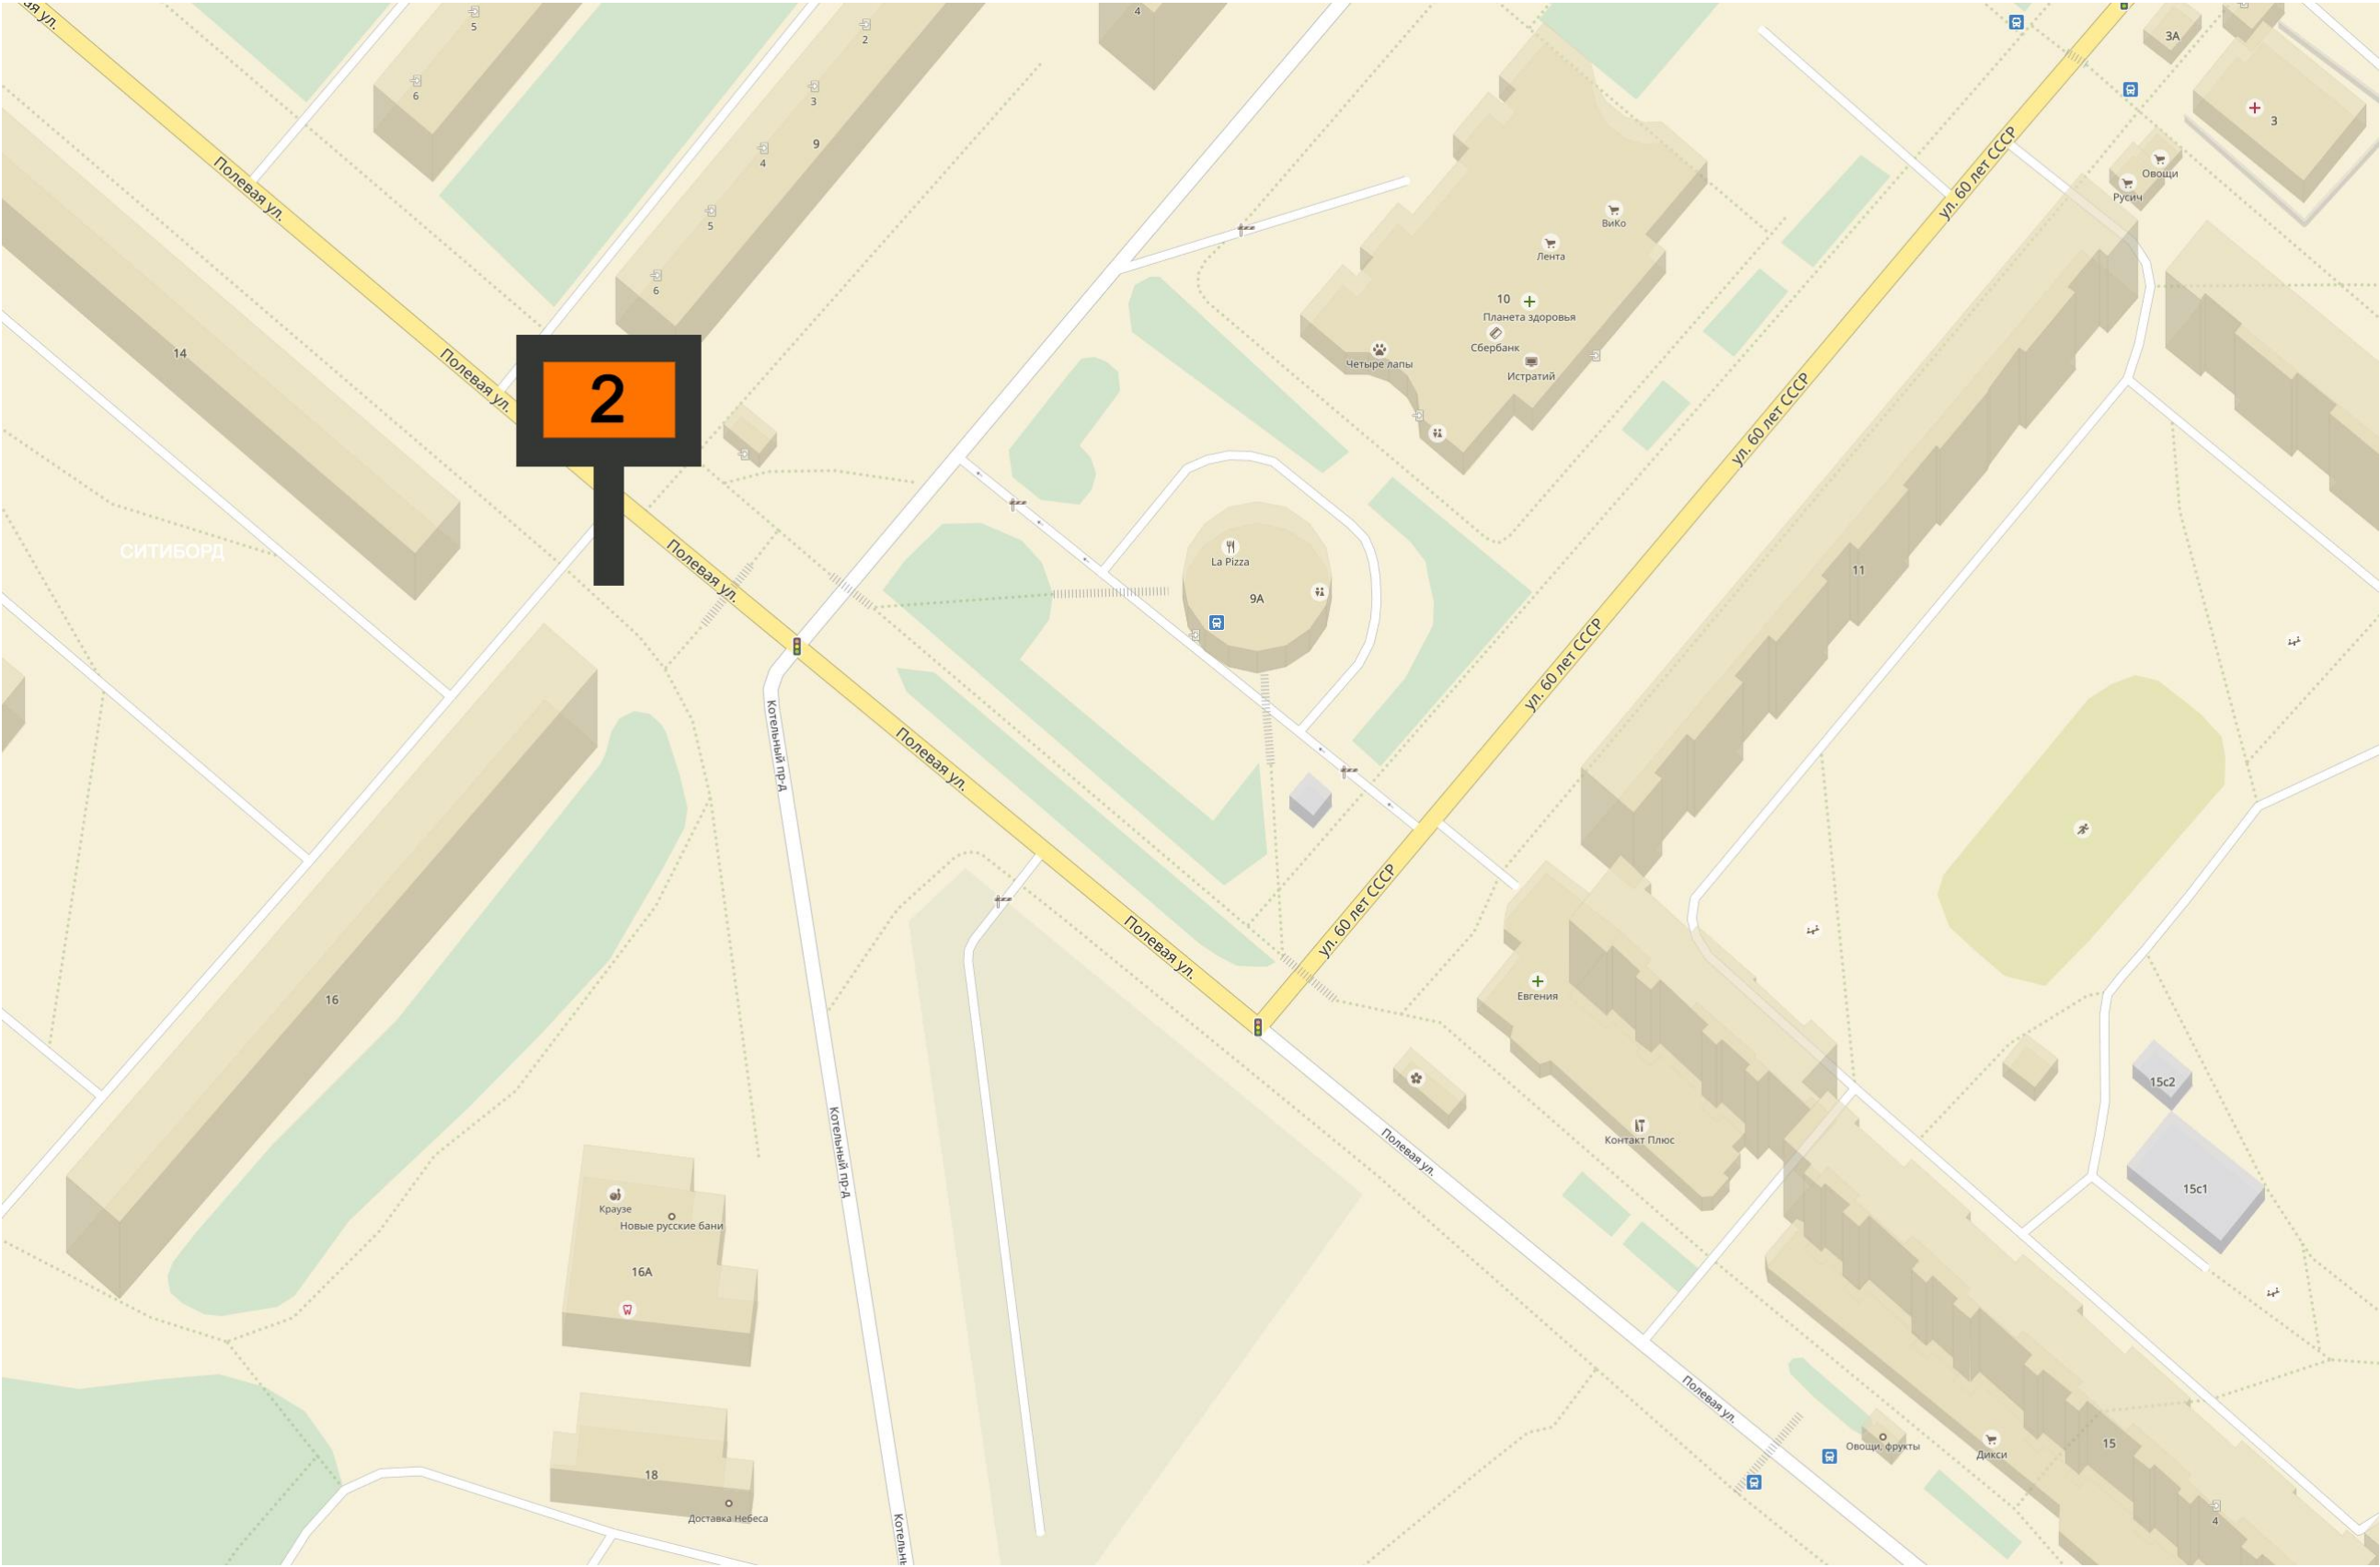 ая ул.
5
2
4
3А
6
3
3
4
9
Овощи
Русич
ул. 60 лет СССР
Полевая ул.
5
ВиКо
Лента
6
10
Планета здоровья
Сбербанк
14
Четыре лапы
Истратий
Полевая ул.
2
ул. 60 лет СССР
СИТИБОРД
Полевая ул.
La Pizza
11
9А
ул. 60 лет СССР
Котельный пр-д
Полевая ул.
ул. 60 лет СССР
Полевая ул.
16
Евгения
15с2
Контакт Плюс
Полевая ул.
Котельный пр-д
15с1
Краузе
Новые русские бани
16А
Полевая ул.
Овощи, фрукты
Дикси
15
18
Доставка Небеса
4
Котельн